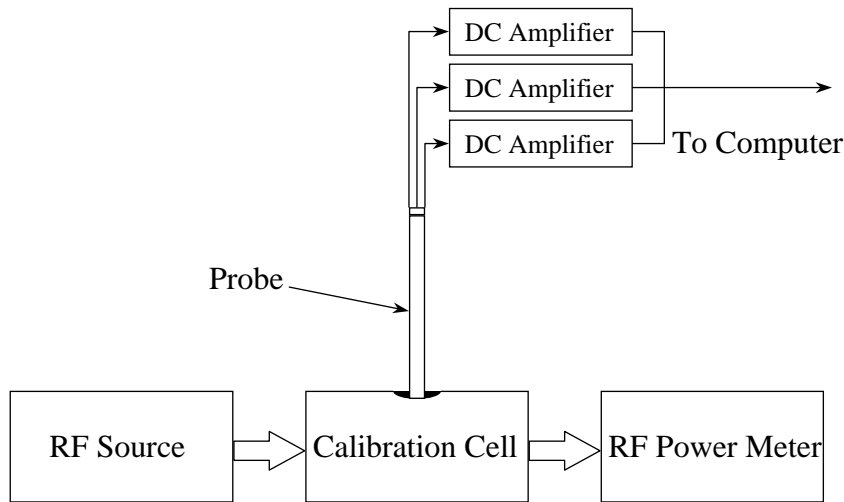 DC Amplifier
DC Amplifier
DC Amplifier
To Computer
Probe
RF Source
Calibration Cell
RF Power Meter